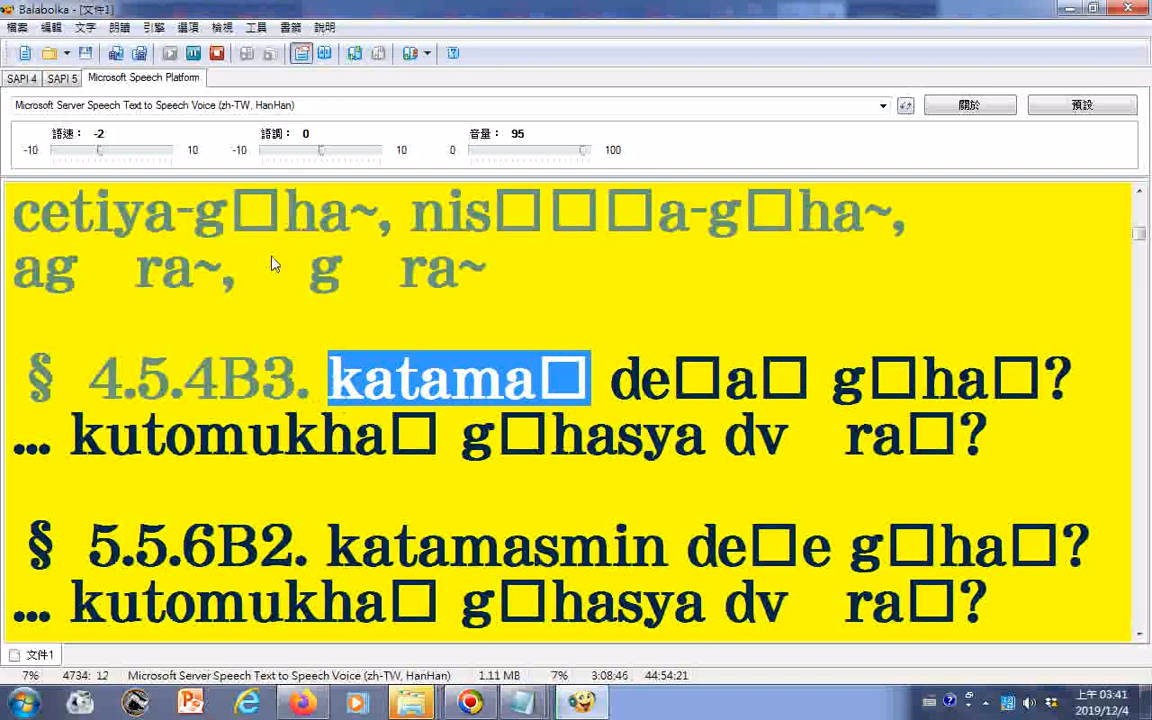 Balabolka - [文件1]
檔案 編輯 文字 朗讀 引擎 選項 檢視 工具 書籤 說明
SAPI 4 SAPI 5 Microsoft Speech Platform
Microsoft Server Speech Text to Speech Voice (zh-TW, HanHan) 關於 預設
語速： -2 語調： 0 音量： 95
-10 10 -10 10 0 100
cetiya-g□ha~, nis□□□a-g□ha~,
ag ra~, g ra~
§ 4.5.4B3. katama□ de□a□ g□ha□?
... kutomukha□ g□hasya dv ra□?
§ 5.5.6B2. katamasmin de□e g□ha□?
... kutomukha□ g□hasya dv ra□?
文件1
7% 4734: 12 Microsoft Server Speech Text to Speech Voice (zh-TW, HanHan) 1.11 MB 7% 3:08:46 44:54:21
上午 03:41
2019/12/4